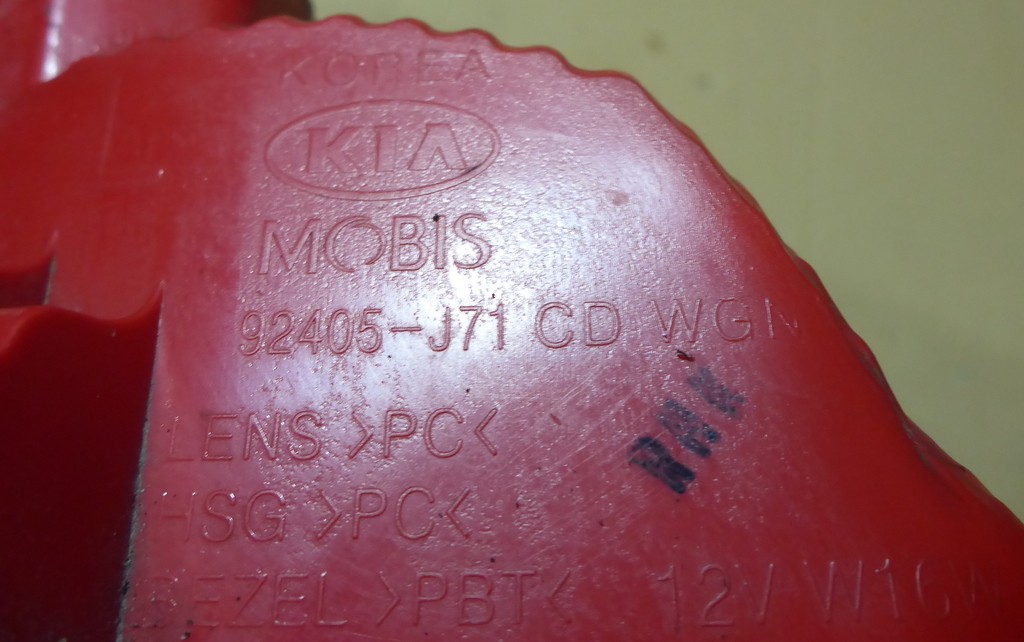 KOREA
KIA
MOBIS
92405-J71 CD WGN
LENS >PC<
HSG >PC<
BEZEL >PBT< 12V W16W